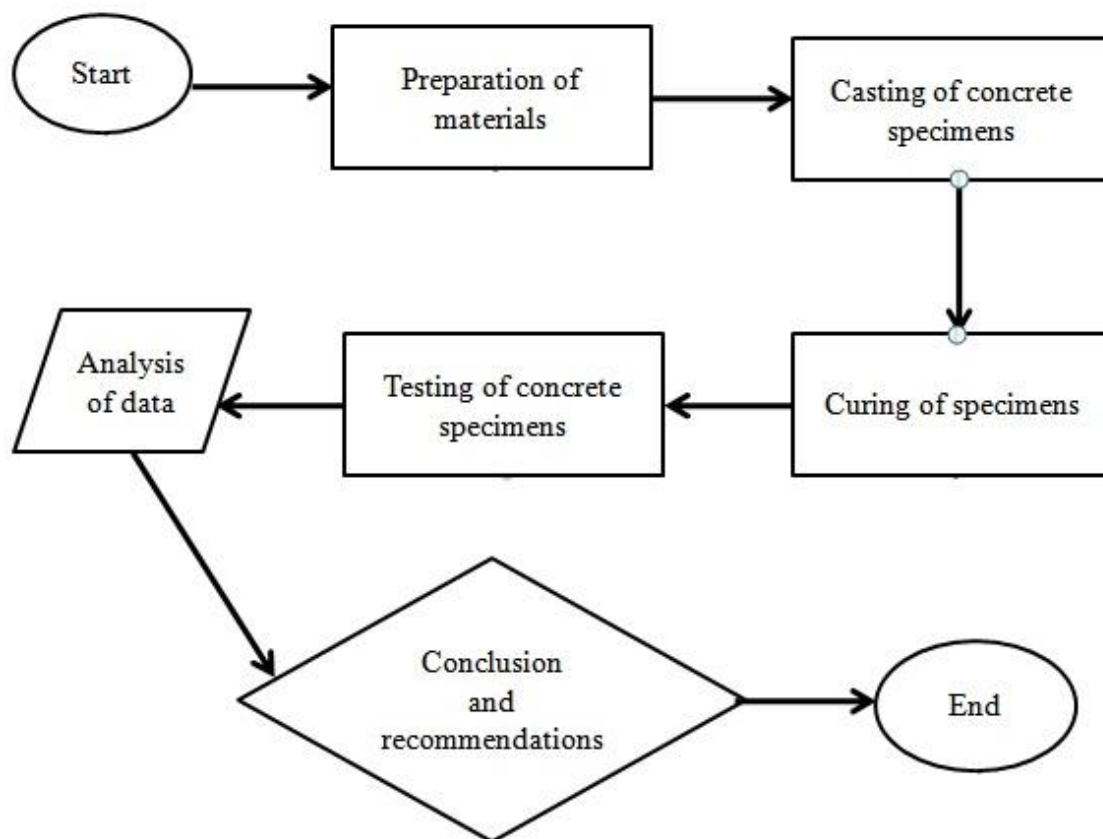 Start
Preparation of
materials
Casting of concrete
specimens
Curing of specimens
Testing of concrete
specimens
Analysis
of data
Conclusion
and
recommendations
End